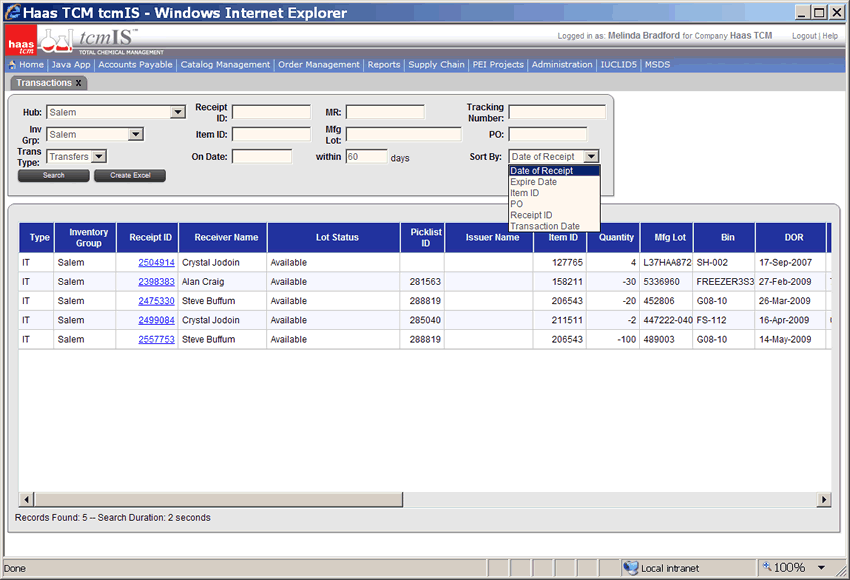 Haas TCM tcmIS - Windows Internet Explorer
haas tcm
tcmIS™
TOTAL CHEMICAL MANAGEMENT
Logged in as: Melinda Bradford for Company Haas TCM Logout | Help
Home | Java App | Accounts Payable | Catalog Management | Order Management | Reports | Supply Chain | PEI Projects | Administration | IUCLID5 | MSDS
Transactions X
Hub: Salem Receipt ID: MR: Tracking Number:
Inv Grp: Salem Item ID: Mfg Lot: PO:
Trans Type: Transfers On Date: within 60 days Sort By: Date of Receipt
Search Create Excel
Date of Receipt
Expire Date
Item ID
PO
Receipt ID
Transaction Date
Type Inventory Group Receipt ID Receiver Name Lot Status Picklist ID Issuer Name Item ID Quantity Mfg Lot Bin DOR
IT Salem 2504914 Crystal Jodoin Available 127765 4 L37HAA872 SH-002 17-Sep-2007
IT Salem 2398383 Alan Craig Available 281563 158211 -30 5336960 FREEZER3S3 27-Feb-2009
IT Salem 2475330 Steve Buffum Available 288819 206543 -20 452806 G08-10 26-Mar-2009
IT Salem 2499084 Crystal Jodoin Available 285040 211511 -2 447222-040 FS-112 16-Apr-2009
IT Salem 2557753 Steve Buffum Available 288819 206543 -100 489003 G08-10 14-May-2009
Records Found: 5 -- Search Duration: 2 seconds
Done Local intranet 100%